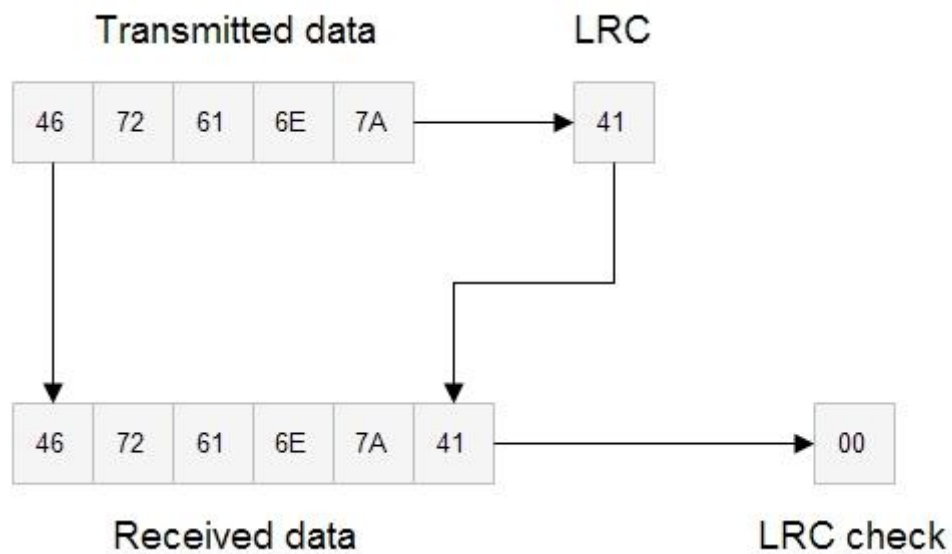 Transmitted data LRC
46 72 61 6E 7A 41
46 72 61 6E 7A 41 00
Received data LRC check